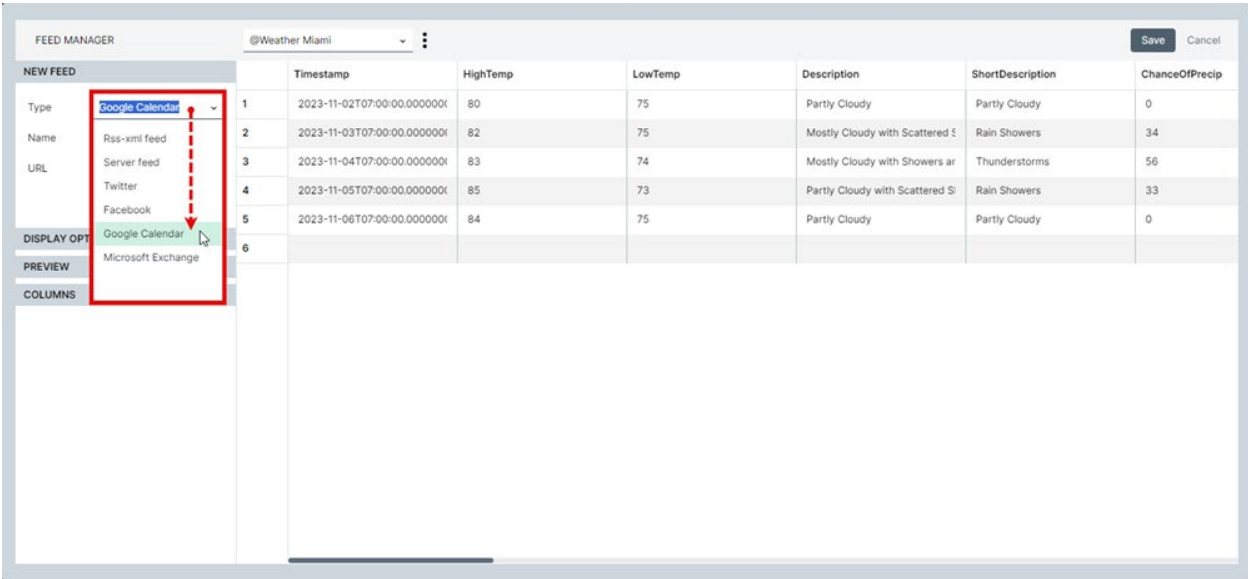 FEED MANAGER @Weather Miami Save Cancel
NEW FEED Timestamp HighTemp LowTemp Description ShortDescription ChanceOfPrecip
Type Google Calendar 1 2023-11-02T07:00:00.000000( 80 75 Partly Cloudy Partly Cloudy 0
Name Rss-xml feed 2 2023-11-03T07:00:00.000000( 82 75 Mostly Cloudy with Scattered S Rain Showers 34
URL Server feed 3 2023-11-04T07:00:00.000000( 83 74 Mostly Cloudy with Showers ar Thunderstorms 56
Twitter 4 2023-11-05T07:00:00.000000( 85 73 Partly Cloudy with Scattered Sl Rain Showers 33
Facebook 5 2023-11-06T07:00:00.000000( 84 75 Partly Cloudy Partly Cloudy 0
DISPLAY OPT Google Calendar 6
PREVIEW Microsoft Exchange
COLUMNS